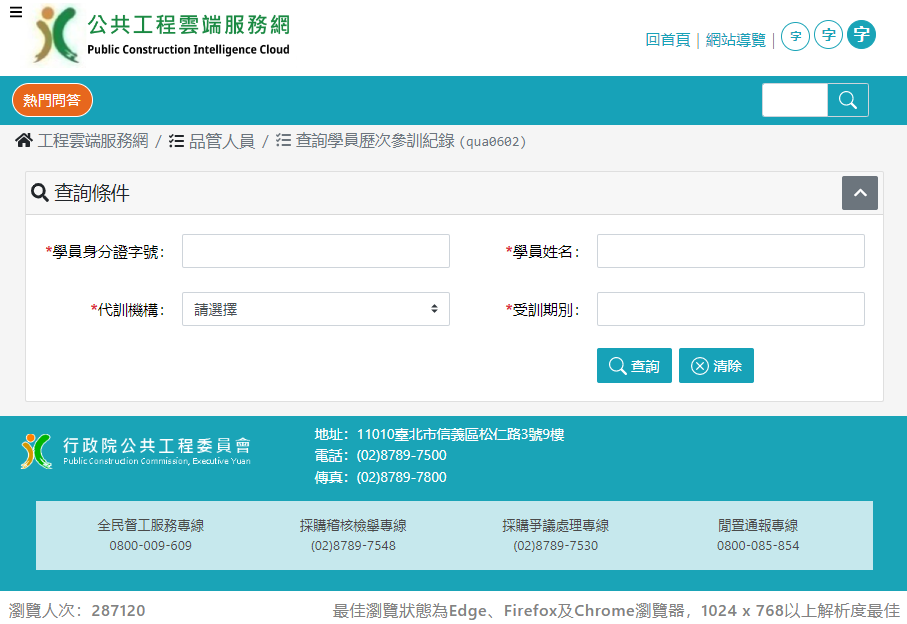 公共工程雲端服務網
Public Construction Intelligence Cloud
回首頁 | 網站導覽 | 字 字 字
熱門問答
工程雲端服務網 / 品管人員 / 查詢學員歷次參訓紀錄 (qua0602)
查詢條件
*學員身分證字號：
*學員姓名：
*代訓機構： 請選擇
*受訓期別：
查詢 清除
行政院公共工程委員會
Public Construction Commission, Executive Yuan
地址：11010臺北市信義區松仁路3號9樓
電話：(02)8789-7500
傳真：(02)8789-7800
全民督工服務專線
0800-009-609
採購稽核檢舉專線
(02)8789-7548
採購爭議處理專線
(02)8789-7530
閒置通報專線
0800-085-854
瀏覽人次：287120
最佳瀏覽狀態為Edge、Firefox及Chrome瀏覽器，1024 x 768以上解析度最佳